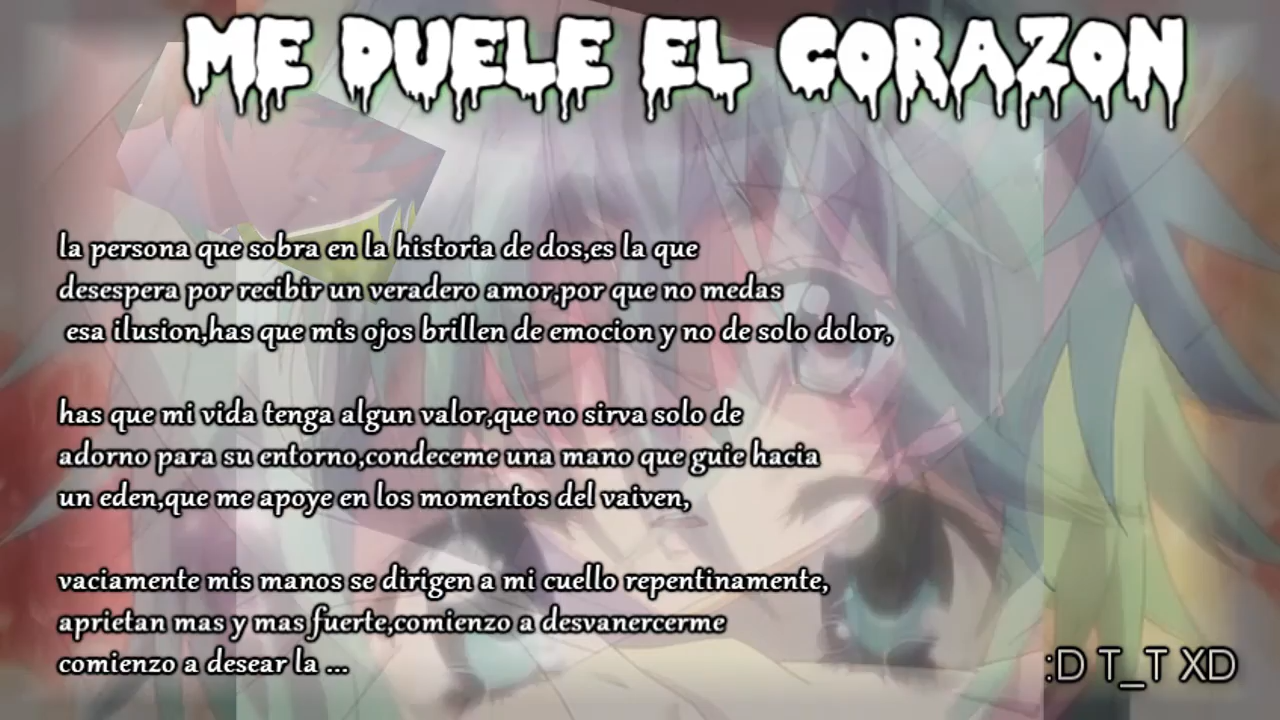 ME DUELE EL CORAZON
la persona que sobra en la historia de dos,es la que
desespera por recibir un veradero amor,por que no medas
esa ilusion,has que mis ojos brillen de emocion y no de solo dolor,
has que mi vida tenga algun valor,que no sirva solo de
adorno para su entorno,condeceme una mano que guie hacia
un eden,que me apoye en los momentos del vaiven,
vaciamente mis manos se dirigen a mi cuello repentinamente,
aprietan mas y mas fuerte,comienzo a desvanercerme
comienzo a desear la ...
:D T_T XD